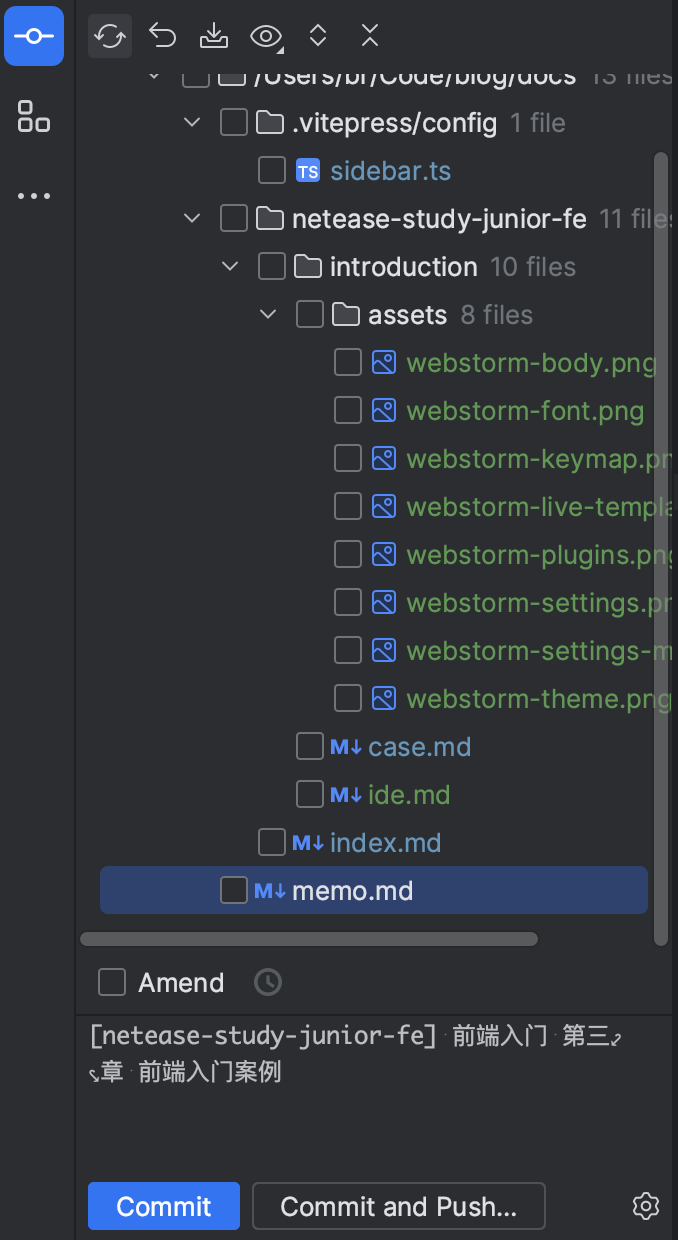 /Users/br/Code/blog/docs 13 files
.vitepress/config 1 file
TS sidebar.ts
netease-study-junior-fe 11 files
introduction 10 files
assets 8 files
webstorm-body.png
webstorm-font.png
webstorm-keymap.pn
webstorm-live-templa
webstorm-plugins.png
webstorm-settings.pn
webstorm-settings-m
webstorm-theme.png
M↓ case.md
M↓ ide.md
M↓ index.md
M↓ memo.md
Amend
[netease-study-junior-fe] 前端入门 第三
章 前端入门案例
Commit Commit and Push...